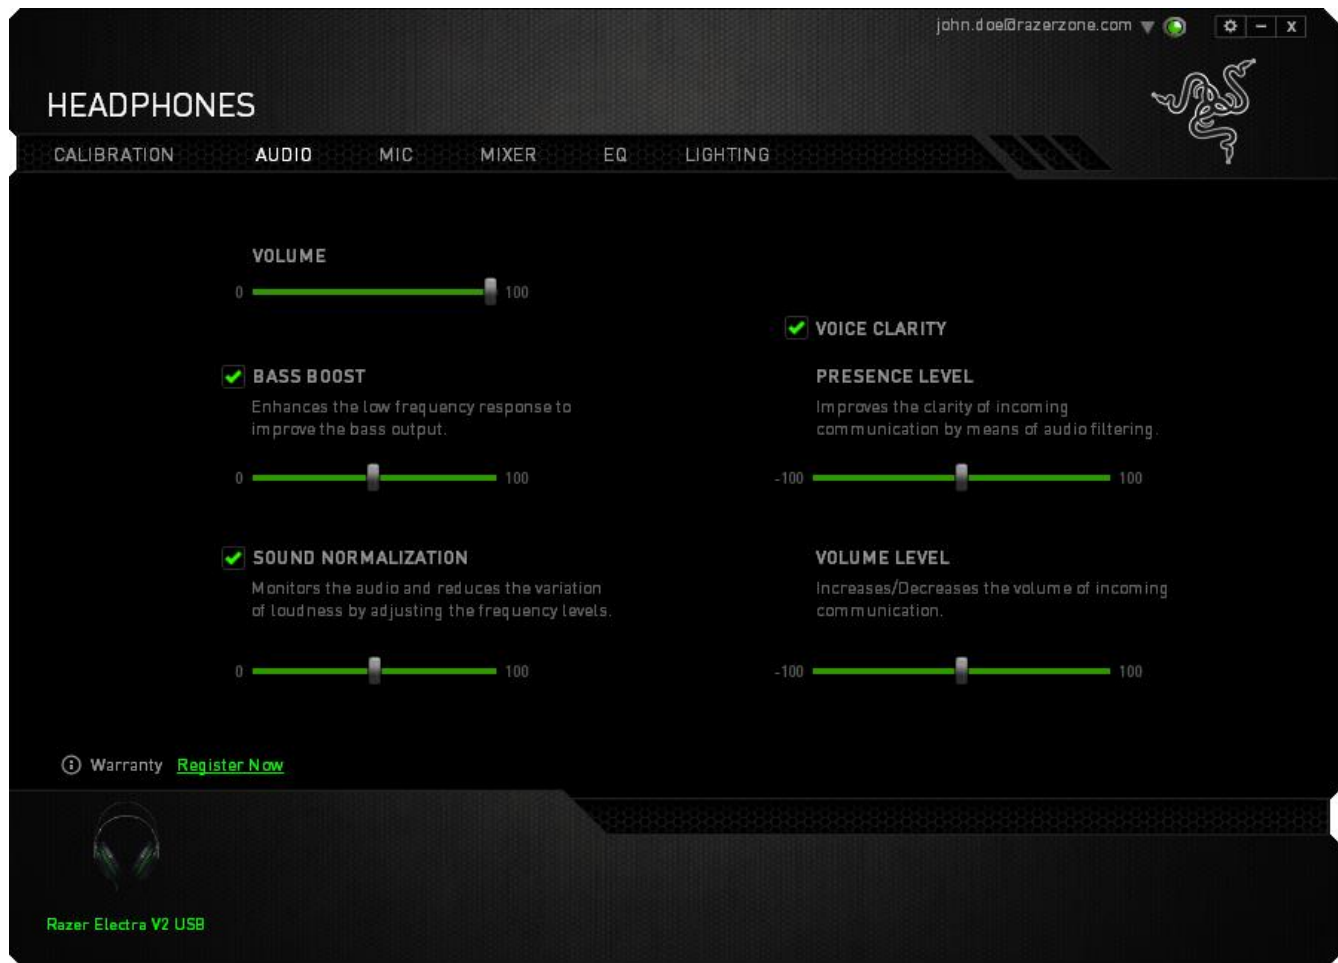 john.doe@razerzone.com
X
HEADPHONES
CALIBRATION AUDIO MIC MIXER EQ LIGHTING
VOLUME
0 100
VOICE CLARITY
BASS BOOST
Enhances the low frequency response to
improve the bass output.
0 100
PRESENCE LEVEL
Improves the clarity of incoming
communication by means of audio filtering.
-100 100
SOUND NORMALIZATION
Monitors the audio and reduces the variation
of loudness by adjusting the frequency levels.
0 100
VOLUME LEVEL
Increases/Decreases the volume of incoming
communication.
-100 100
Warranty Register Now
Razer Electra V2 USB